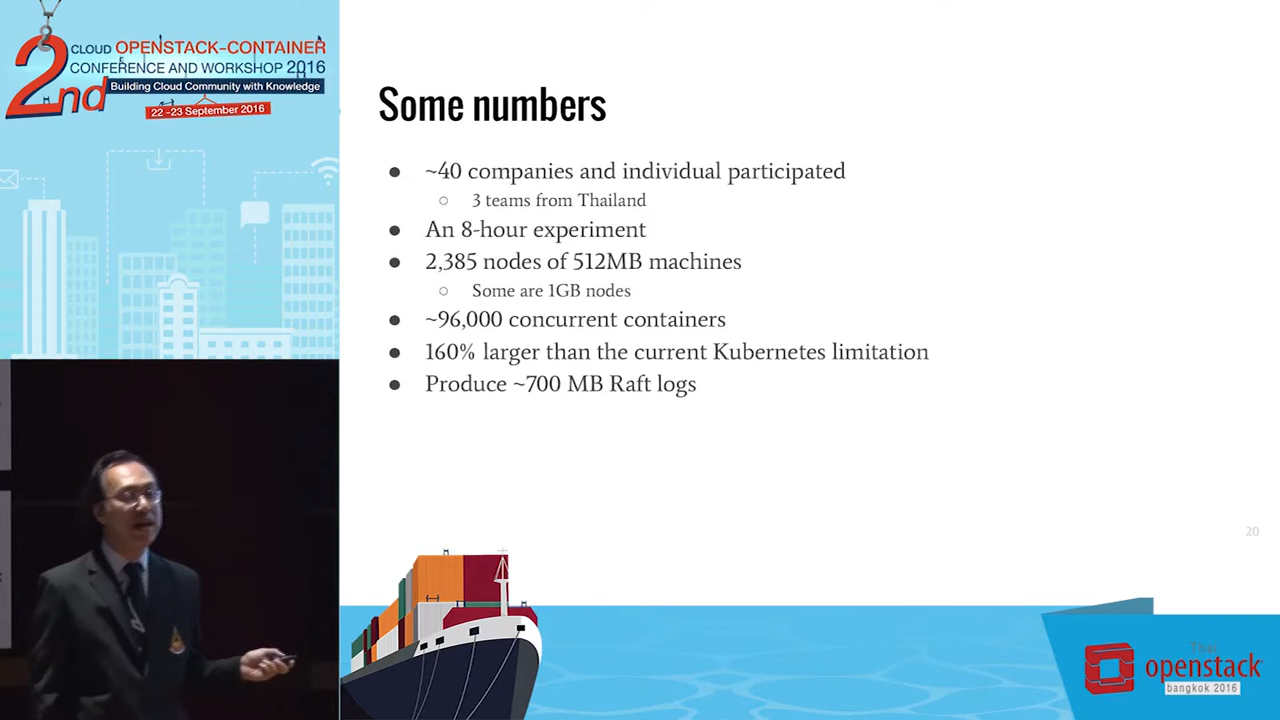 2nd
CLOUD OPENSTACK-CONTAINER
CONFERENCE AND WORKSHOP 2016
Building Cloud Community with Knowledge
22 -23 September 2016
Some numbers
● ~40 companies and individual participated
○ 3 teams from Thailand
● An 8-hour experiment
● 2,385 nodes of 512MB machines
○ Some are 1GB nodes
● ~96,000 concurrent containers
● 160% larger than the current Kubernetes limitation
● Produce ~700 MB Raft logs
20
Thai
openstack
bangkok 2016